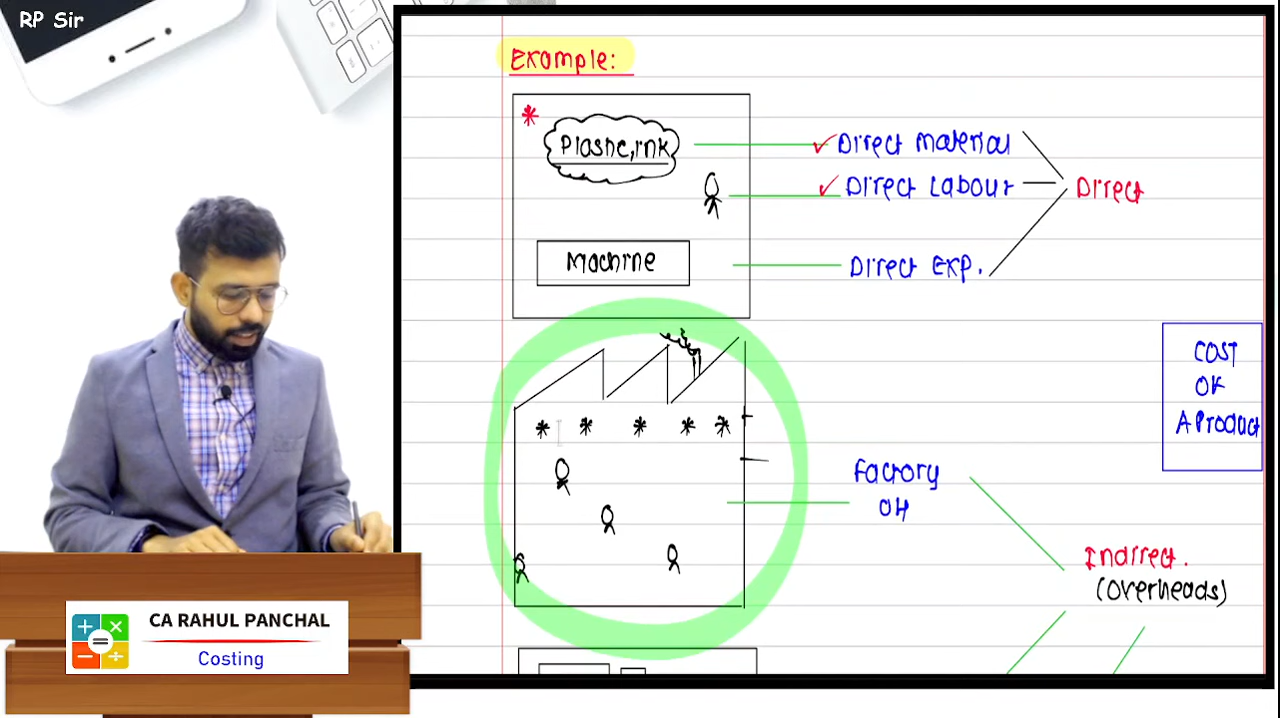 RP Sir
Example:
Plastic, ink
Direct Material
Direct Labour
Direct
Machine
Direct Exp.
COST
OF
A Product
Factory
OH
Indirect.
(Overheads)
CA RAHUL PANCHAL
Costing